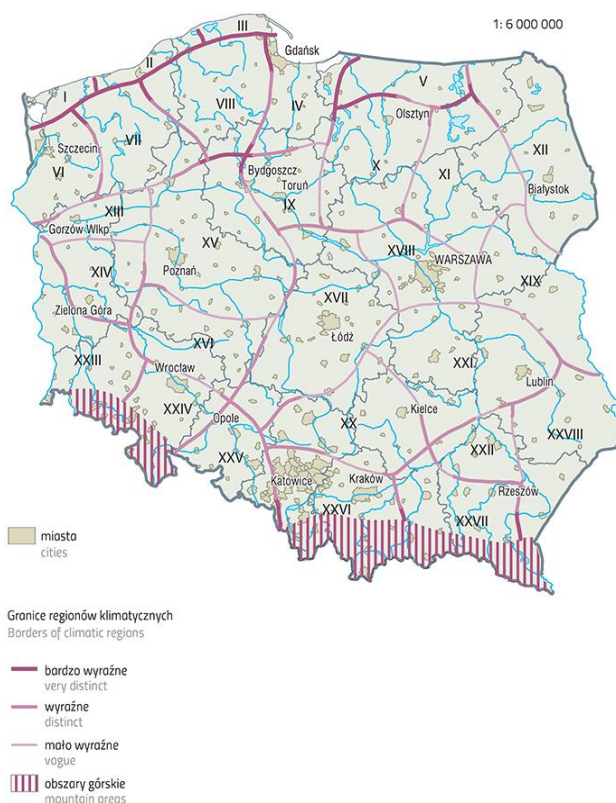 1: 6 000 000
III
Gdańsk
II
I
V
VIII
IV
Olsztyn
Szczecin
VII
XII
VI
Bydgoszcz
X
XI
Toruń
Białystok
IX
XIII
Gorzów Wlkp.
XV
XVIII
WARSZAWA
Poznań
XIV
XIX
XVII
Zielona Góra
Łódź
XVI
XXIII
Wrocław
XXI
Lublin
XXIV
Opole
Kielce
XX
XXVIII
XXII
XXV
Katowice
Kraków
Rzeszów
XXVI
XXVII
miasta
cities
Granice regionów klimatycznych
Borders of climatic regions
bardzo wyraźne
very distinct
wyraźne
distinct
mało wyraźne
vague
obszary górskie
mountain areas